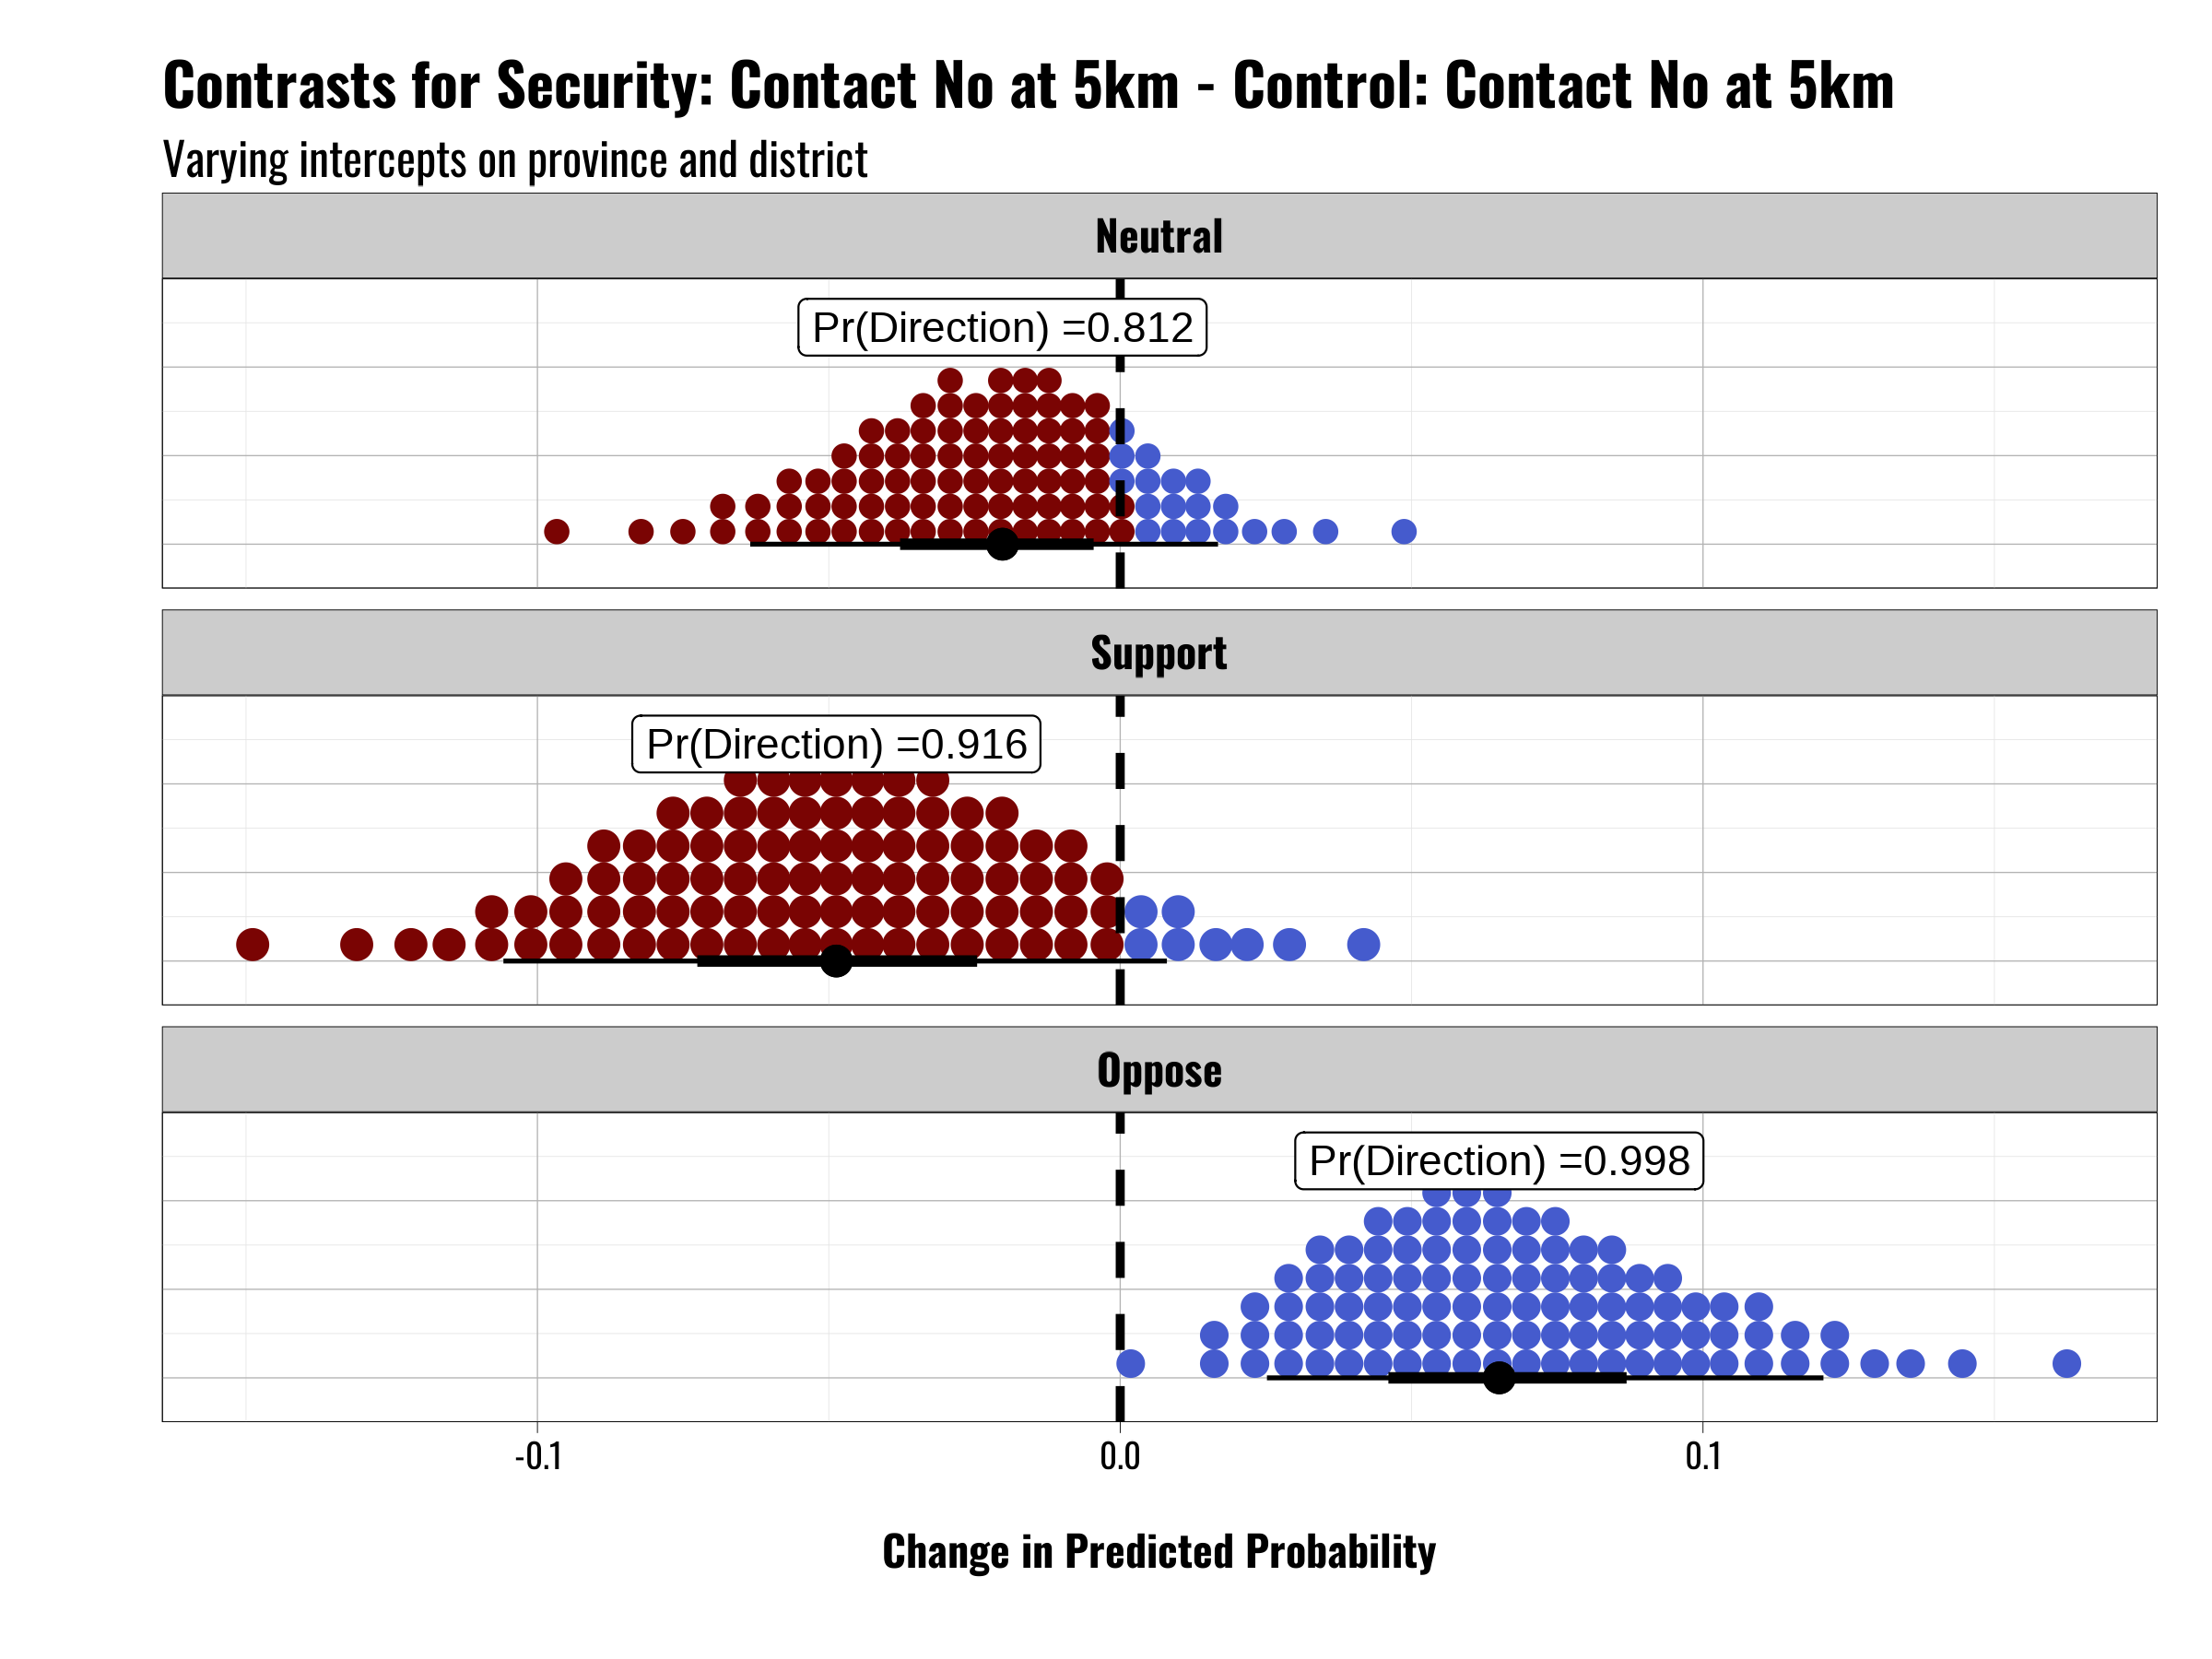 Contrasts for Security: Contact No at 5km - Control: Contact No at 5km
Varying intercepts on province and district
Neutral
Pr(Direction) =0.812
Support
Pr(Direction) =0.916
Oppose
Pr(Direction) =0.998
-0.1 0.0 0.1
Change in Predicted Probability